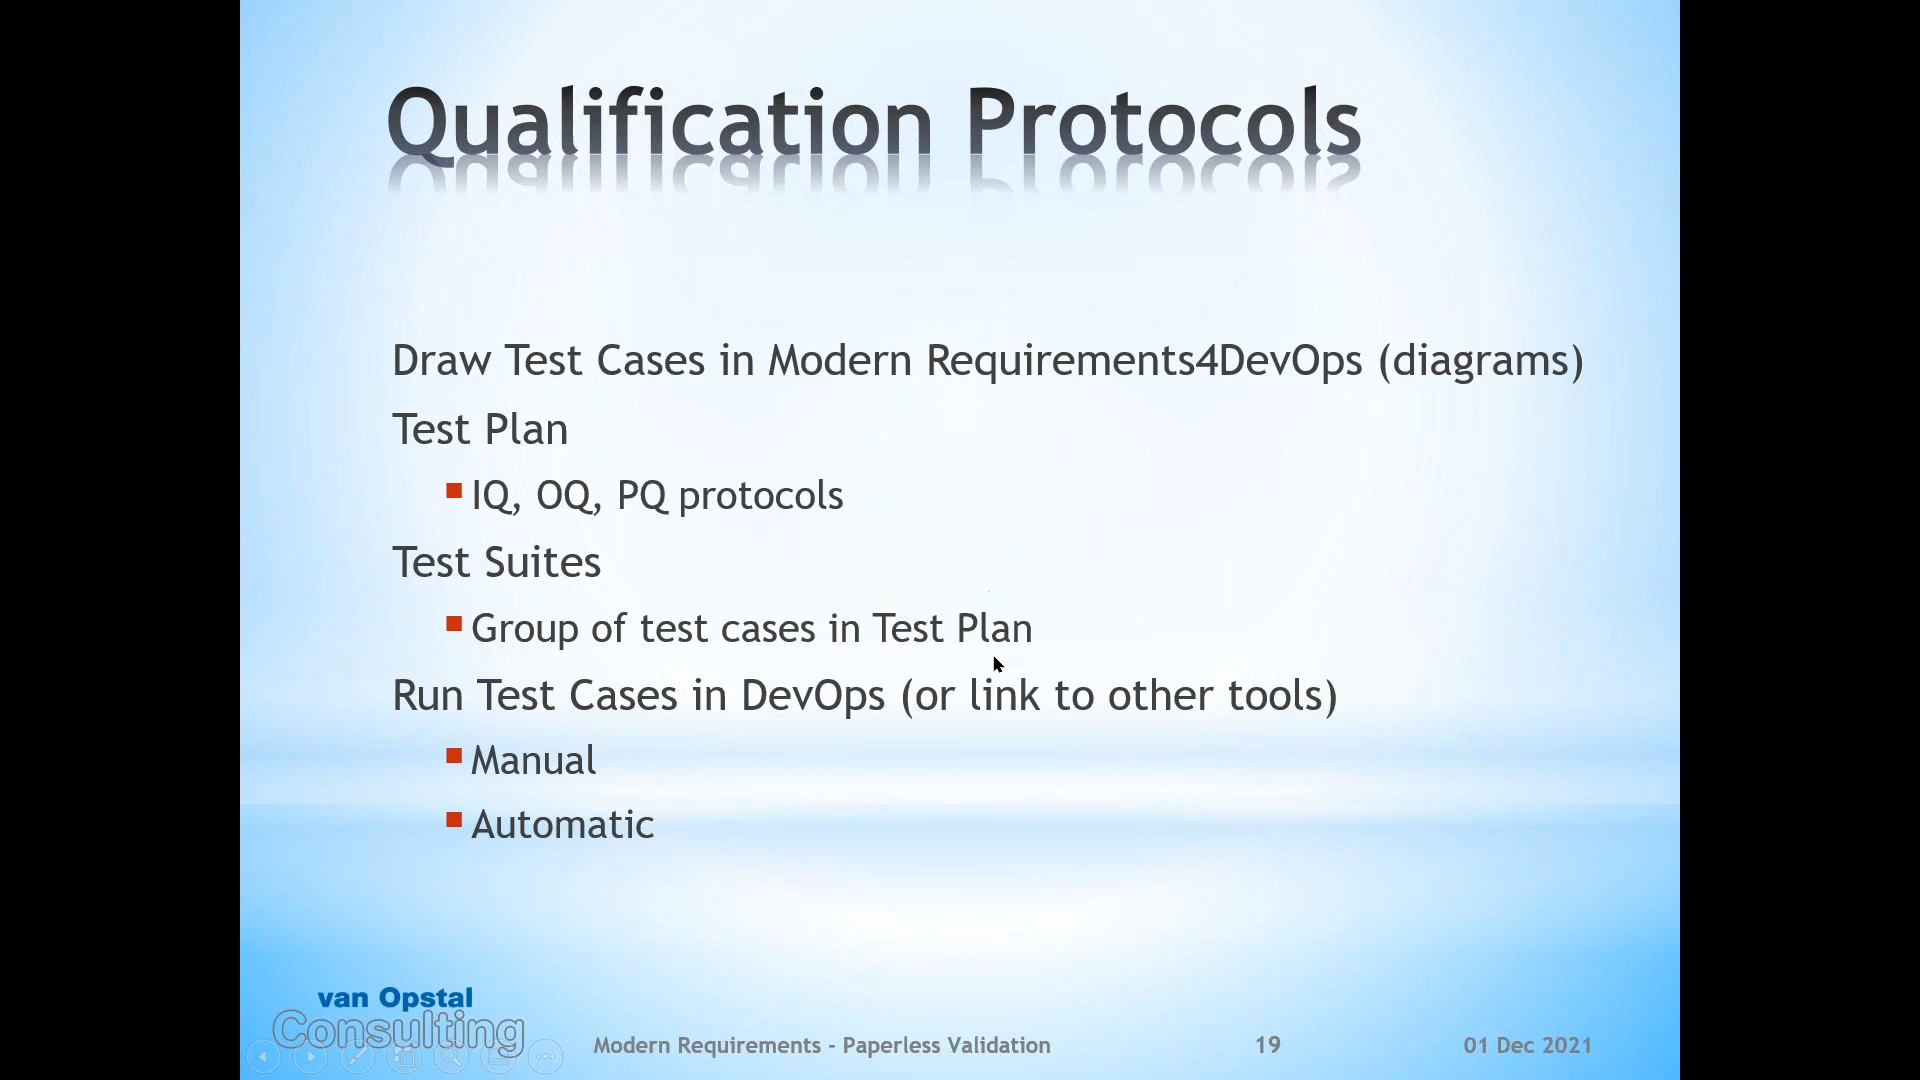 Qualification Protocols
Draw Test Cases in Modern Requirements4DevOps (diagrams)
Test Plan
IQ, OQ, PQ protocols
Test Suites
Group of test cases in Test Plan
Run Test Cases in DevOps (or link to other tools)
Manual
Automatic
van Opstal
Consulting
Modern Requirements - Paperless Validation 19 01 Dec 2021